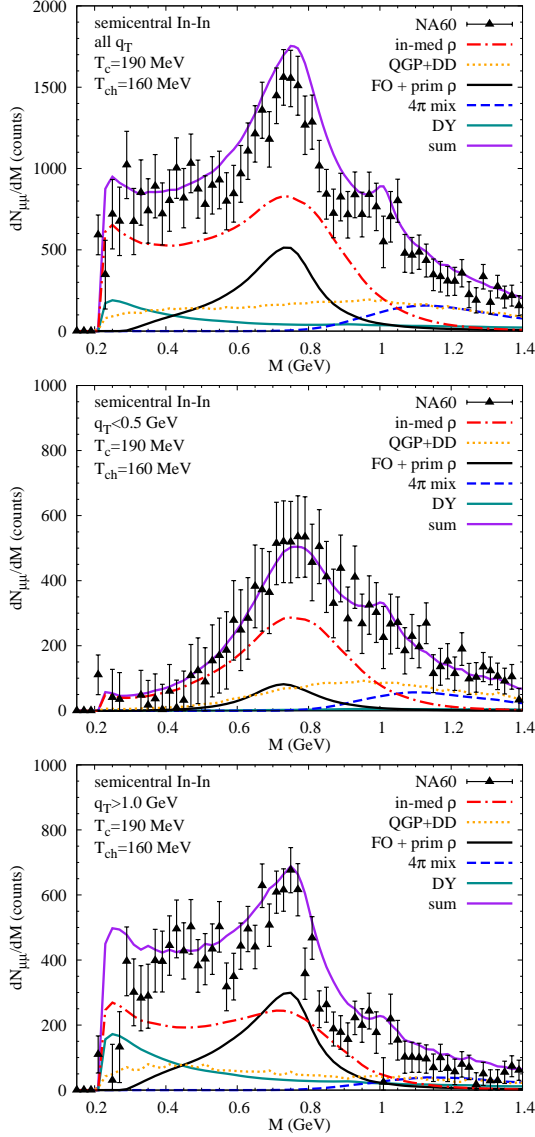 2000
1500
1000
500
0
dN_μμ/dM (counts)
semicentral In-In
all q_T
T_c=190 MeV
T_ch=160 MeV
NA60
in-med ρ
QGP+DD
FO + prim ρ
4π mix
DY
sum
0.2 0.4 0.6 0.8 1 1.2 1.4
M (GeV)
1000
800
600
400
200
0
dN_μμ/dM (counts)
semicentral In-In
q_T<0.5 GeV
T_c=190 MeV
T_ch=160 MeV
NA60
in-med ρ
QGP+DD
FO + prim ρ
4π mix
DY
sum
0.2 0.4 0.6 0.8 1 1.2 1.4
M (GeV)
1000
800
600
400
200
0
dN_μμ/dM (counts)
semicentral In-In
q_T>1.0 GeV
T_c=190 MeV
T_ch=160 MeV
NA60
in-med ρ
QGP+DD
FO + prim ρ
4π mix
DY
sum
0.2 0.4 0.6 0.8 1 1.2 1.4
M (GeV)